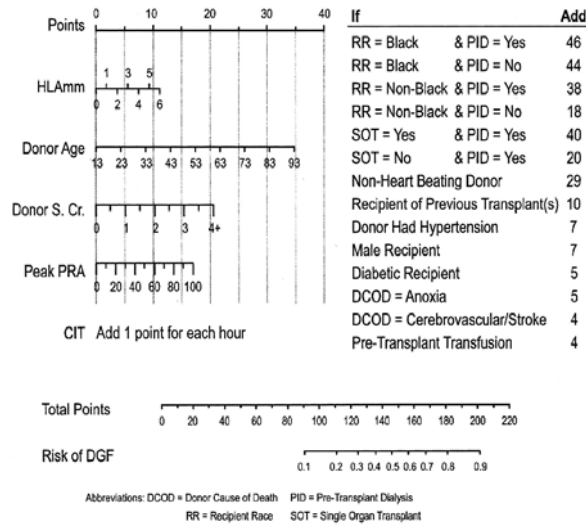 Points
0 10 20 30 40
HLAmm
1 3 5
0 2 4 6
Donor Age
13 23 33 43 53 63 73 83 93
Donor S. Cr.
0 1 2 3 4+
Peak PRA
0 20 40 60 80 100
CIT Add 1 point for each hour
If Add
RR = Black & PID = Yes 46
RR = Black & PID = No 44
RR = Non-Black & PID = Yes 38
RR = Non-Black & PID = No 18
SOT = Yes & PID = Yes 40
SOT = No & PID = Yes 20
Non-Heart Beating Donor 29
Recipient of Previous Transplant(s) 10
Donor Had Hypertension 7
Male Recipient 7
Diabetic Recipient 5
DCOD = Anoxia 5
DCOD = Cerebrovascular/Stroke 4
Pre-Transplant Transfusion 4
Total Points
0 20 40 60 80 100 120 140 160 180 200 220
Risk of DGF
0.1 0.2 0.3 0.4 0.5 0.6 0.7 0.8 0.9
Abbreviations: DCOD = Donor Cause of Death PID = Pre-Transplant Dialysis
RR = Recipient Race SOT = Single Organ Transplant